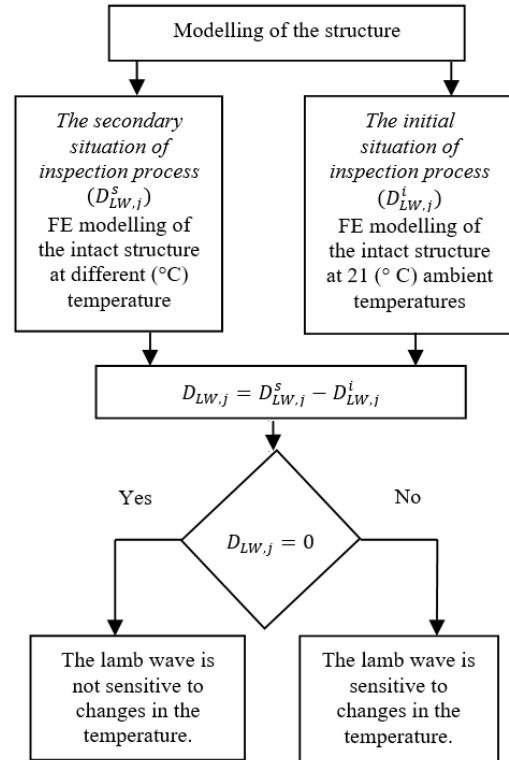 Modelling of the structure
The secondary
situation of
inspection process
(D^s_{LW,j})
FE modelling of
the intact structure
at different (°C)
temperature
The initial
situation of
inspection process
(D^i_{LW,j})
FE modelling of
the intact structure
at 21 (° C) ambient
temperatures
D_{LW,j} = D^s_{LW,j} − D^i_{LW,j}
Yes
No
D_{LW,j} = 0
The lamb wave is
not sensitive to
changes in the
temperature.
The lamb wave is
sensitive to
changes in the
temperature.